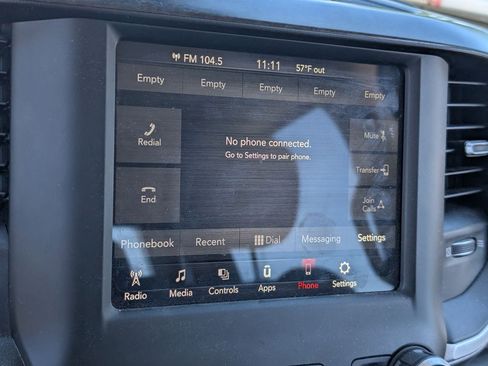 FM 104.5 11:11 57°F out
Empty Empty Empty Empty Empty
Redial
No phone connected.
Go to Settings to pair phone.
Mute
Transfer
End
Join
Calls
Phonebook Recent Dial Messaging Settings
Radio Media Controls Apps Phone Settings